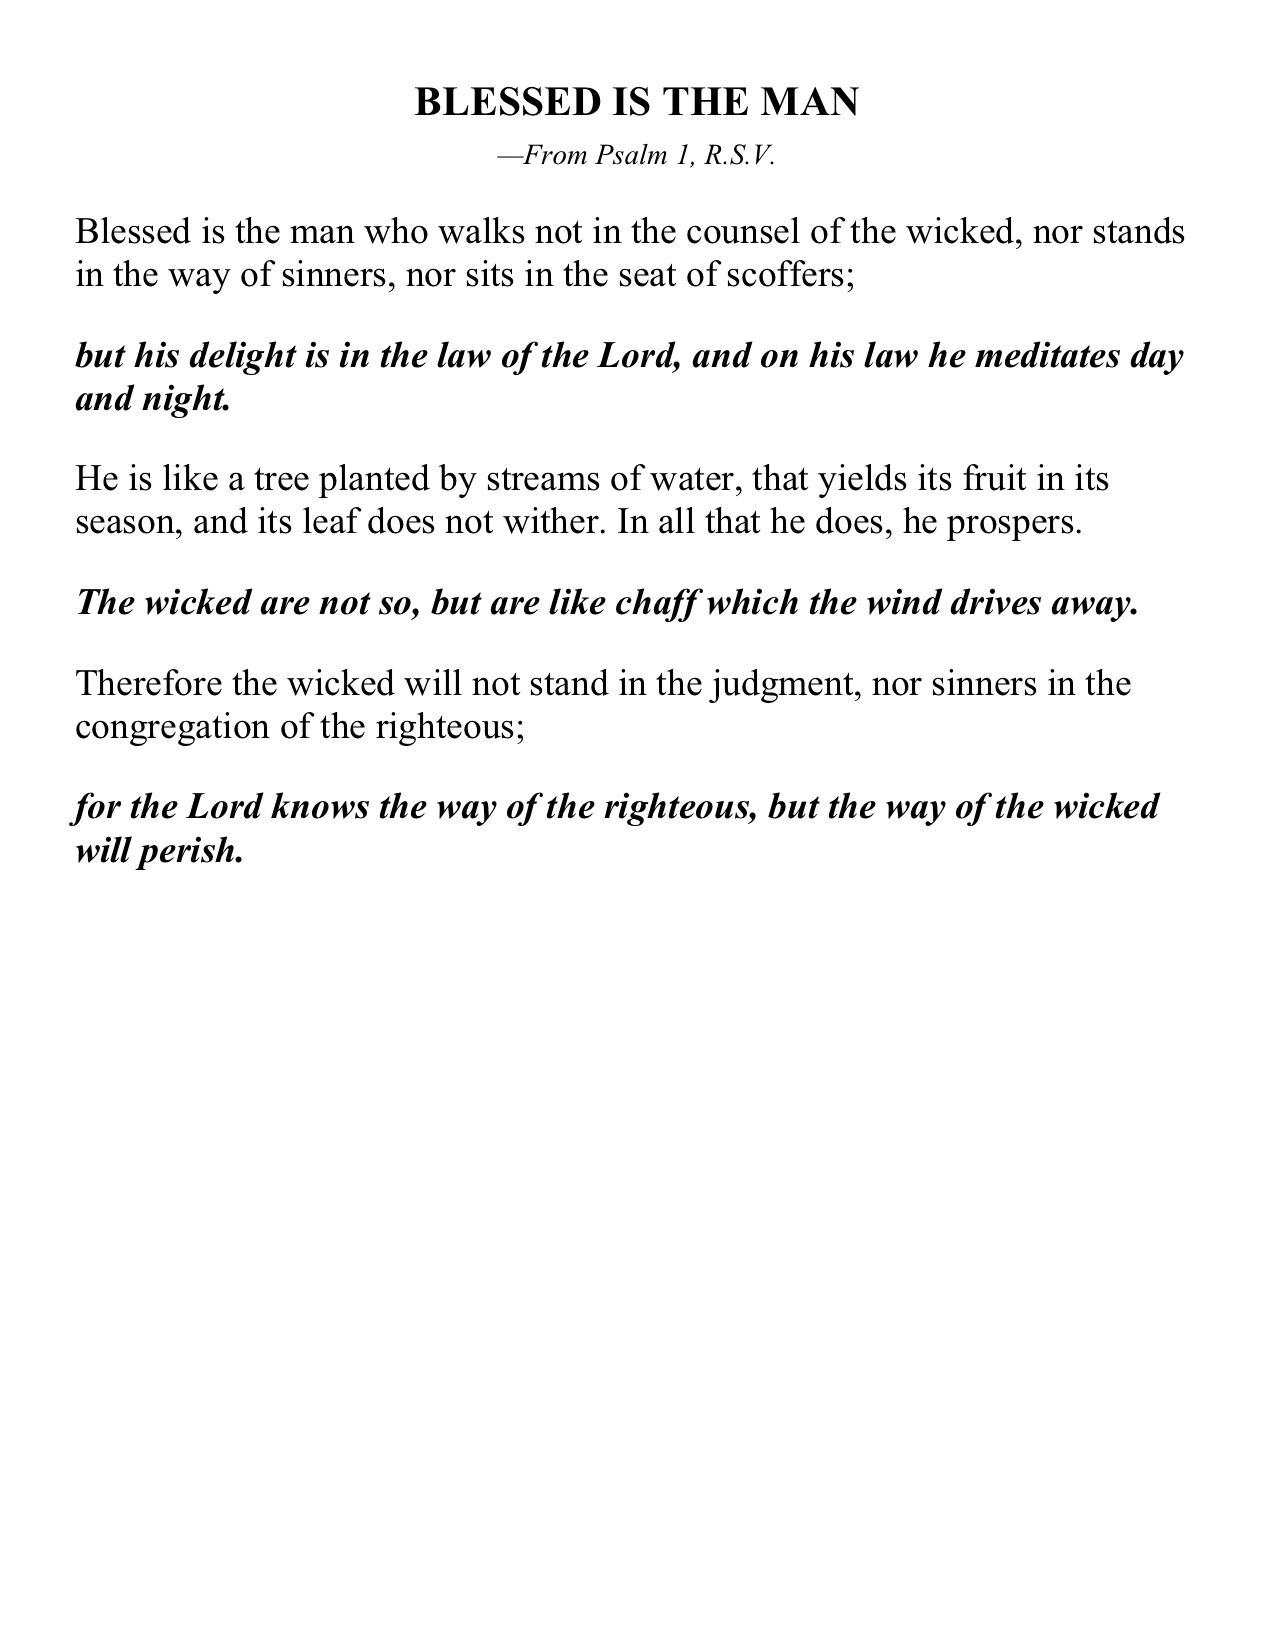 BLESSED IS THE MAN
—From Psalm 1, R.S.V.
Blessed is the man who walks not in the counsel of the wicked, nor stands
in the way of sinners, nor sits in the seat of scoffers;
but his delight is in the law of the Lord, and on his law he meditates day
and night.
He is like a tree planted by streams of water, that yields its fruit in its
season, and its leaf does not wither. In all that he does, he prospers.
The wicked are not so, but are like chaff which the wind drives away.
Therefore the wicked will not stand in the judgment, nor sinners in the
congregation of the righteous;
for the Lord knows the way of the righteous, but the way of the wicked
will perish.